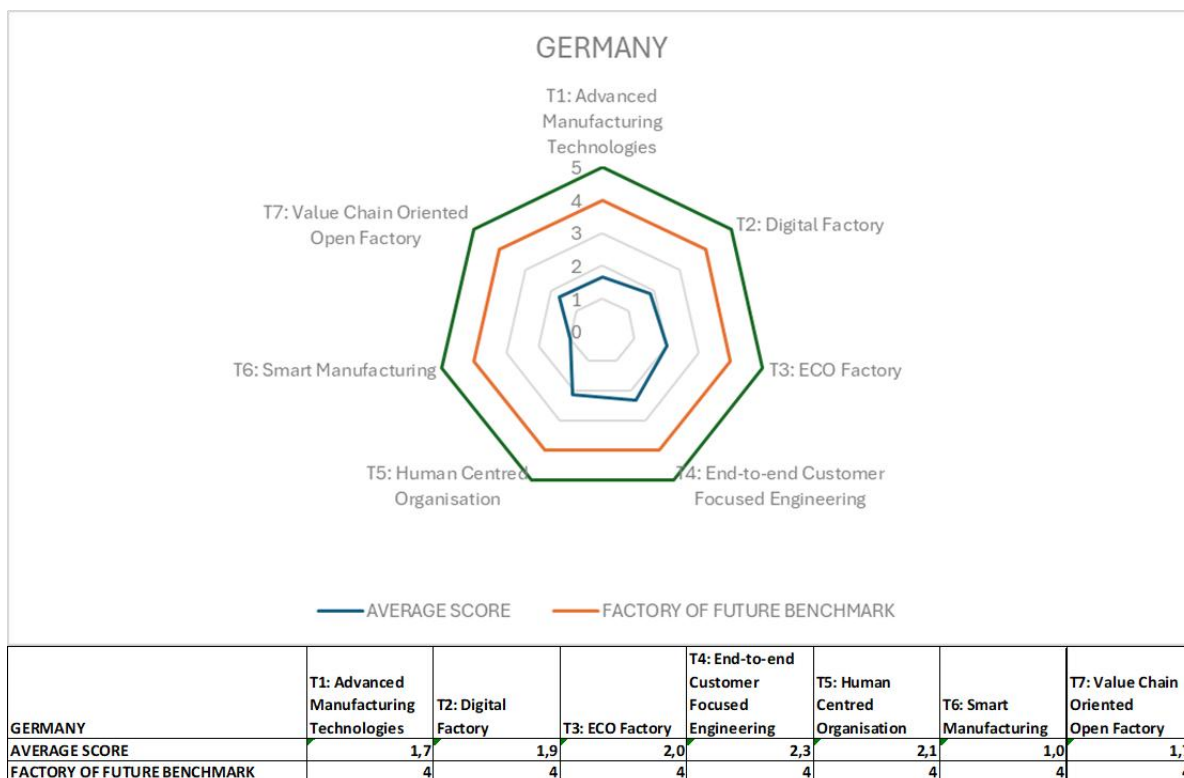 GERMANY
T1: Advanced
Manufacturing
Technologies
5
4
3
2
1
0
T2: Digital Factory
T3: ECO Factory
T4: End-to-end Customer
Focused Engineering
T5: Human Centred
Organisation
T6: Smart Manufacturing
T7: Value Chain Oriented
Open Factory
AVERAGE SCORE
FACTORY OF FUTURE BENCHMARK
GERMANY
T1: Advanced
Manufacturing
Technologies
T2: Digital
Factory
T3: ECO Factory
T4: End-to-end
Customer
Focused
Engineering
T5: Human
Centred
Organisation
T6: Smart
Manufacturing
T7: Value Chain
Oriented
Open Factory
AVERAGE SCORE 1,7 1,9 2,0 2,3 2,1 1,0 1,7
FACTORY OF FUTURE BENCHMARK 4 4 4 4 4 4 4